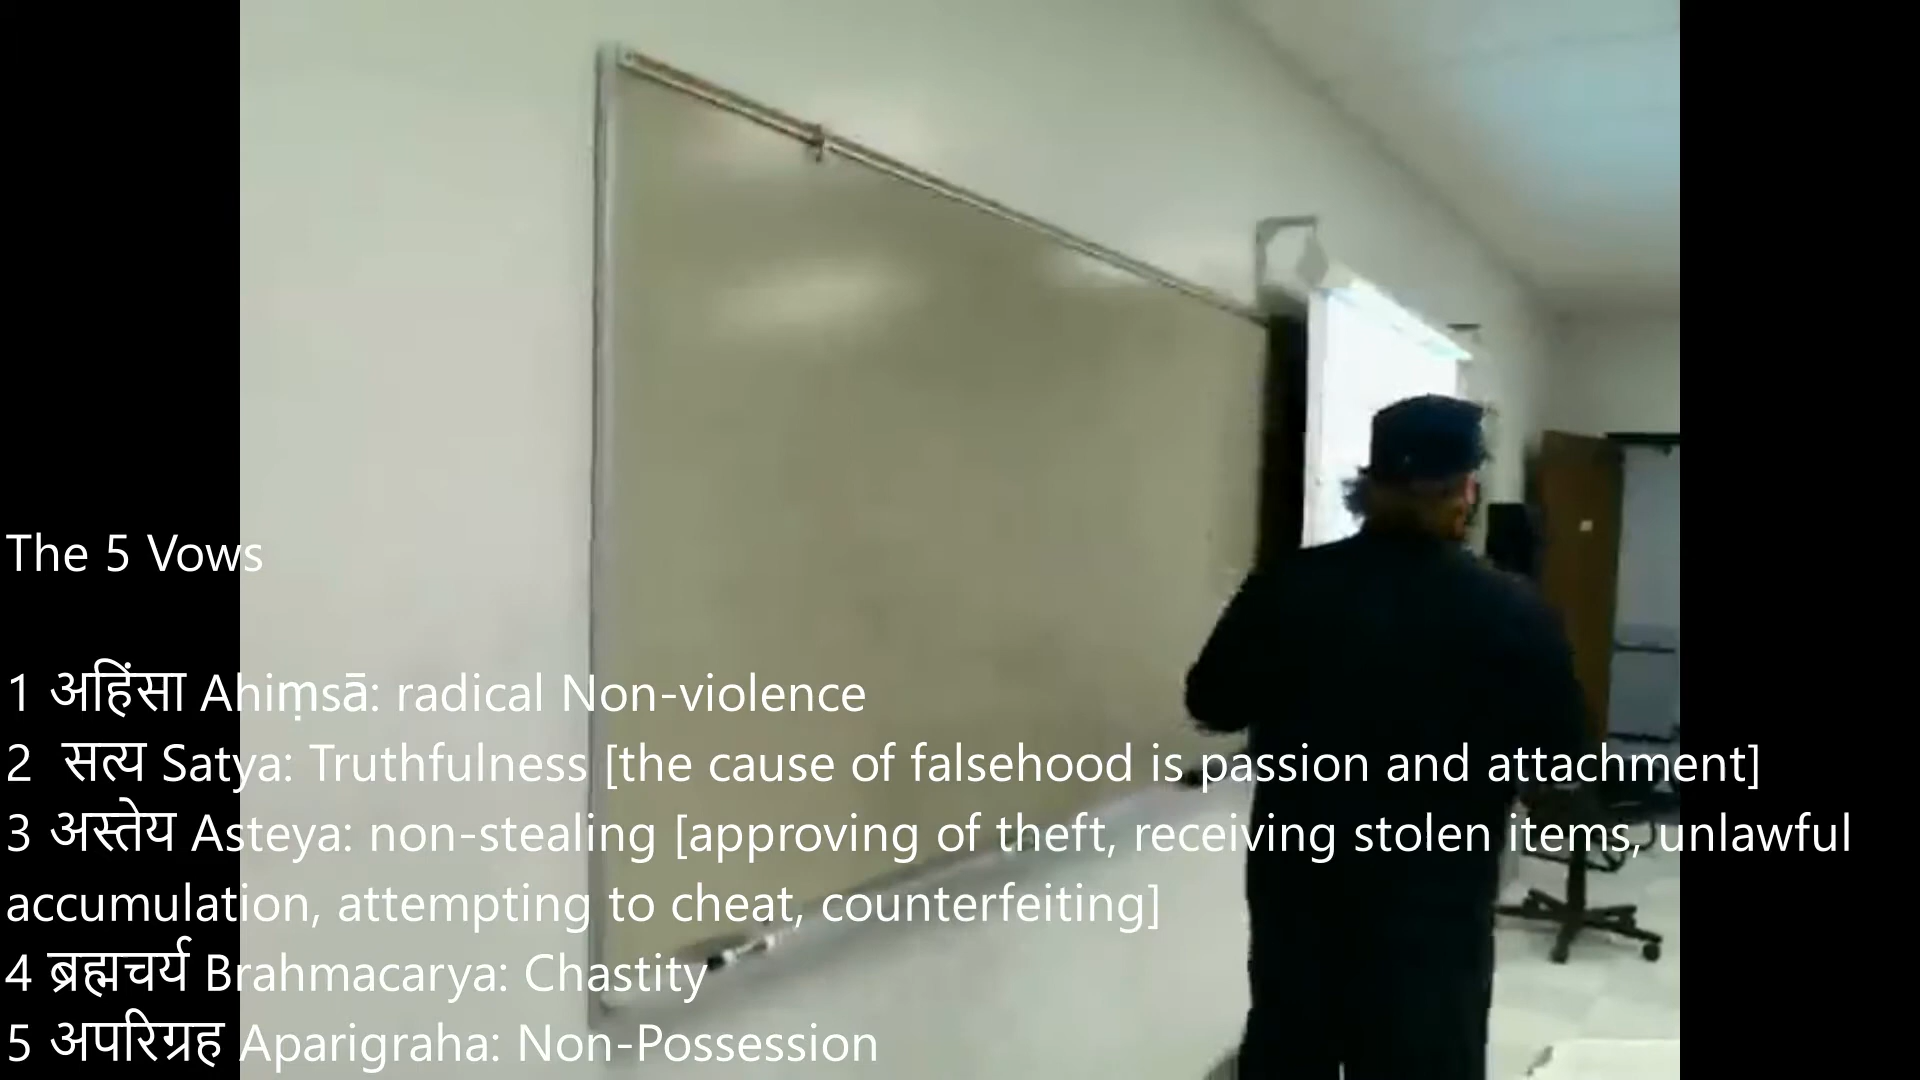 The 5 Vows
1 अहिंसा Ahiṃsā: radical Non-violence
2 सत्य Satya: Truthfulness [the cause of falsehood is passion and attachment]
3 अस्तेय Asteya: non-stealing [approving of theft, receiving stolen items, unlawful
accumulation, attempting to cheat, counterfeiting]
4 ब्रह्मचर्य Brahmacarya: Chastity
5 अपरिग्रह Aparigraha: Non-Possession